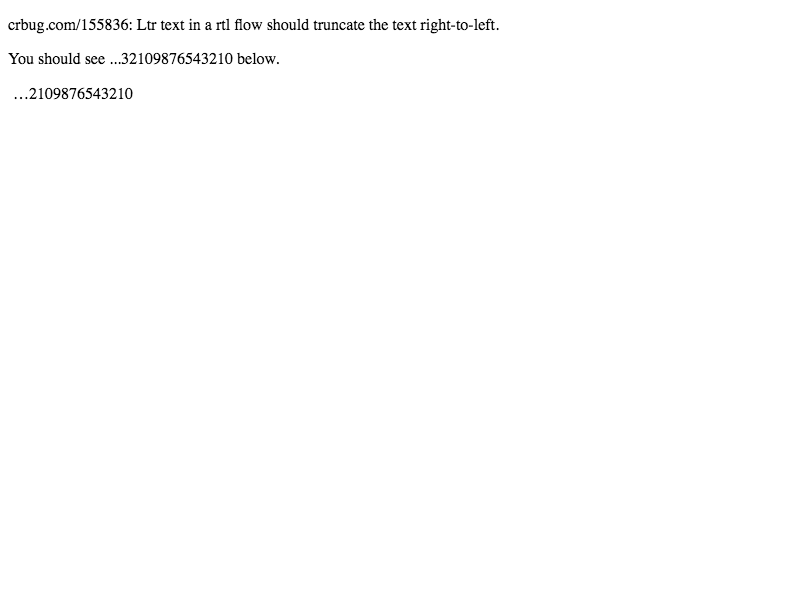 crbug.com/155836: Ltr text in a rtl flow should truncate the text right-to-left.
You should see ...32109876543210 below.
…2109876543210